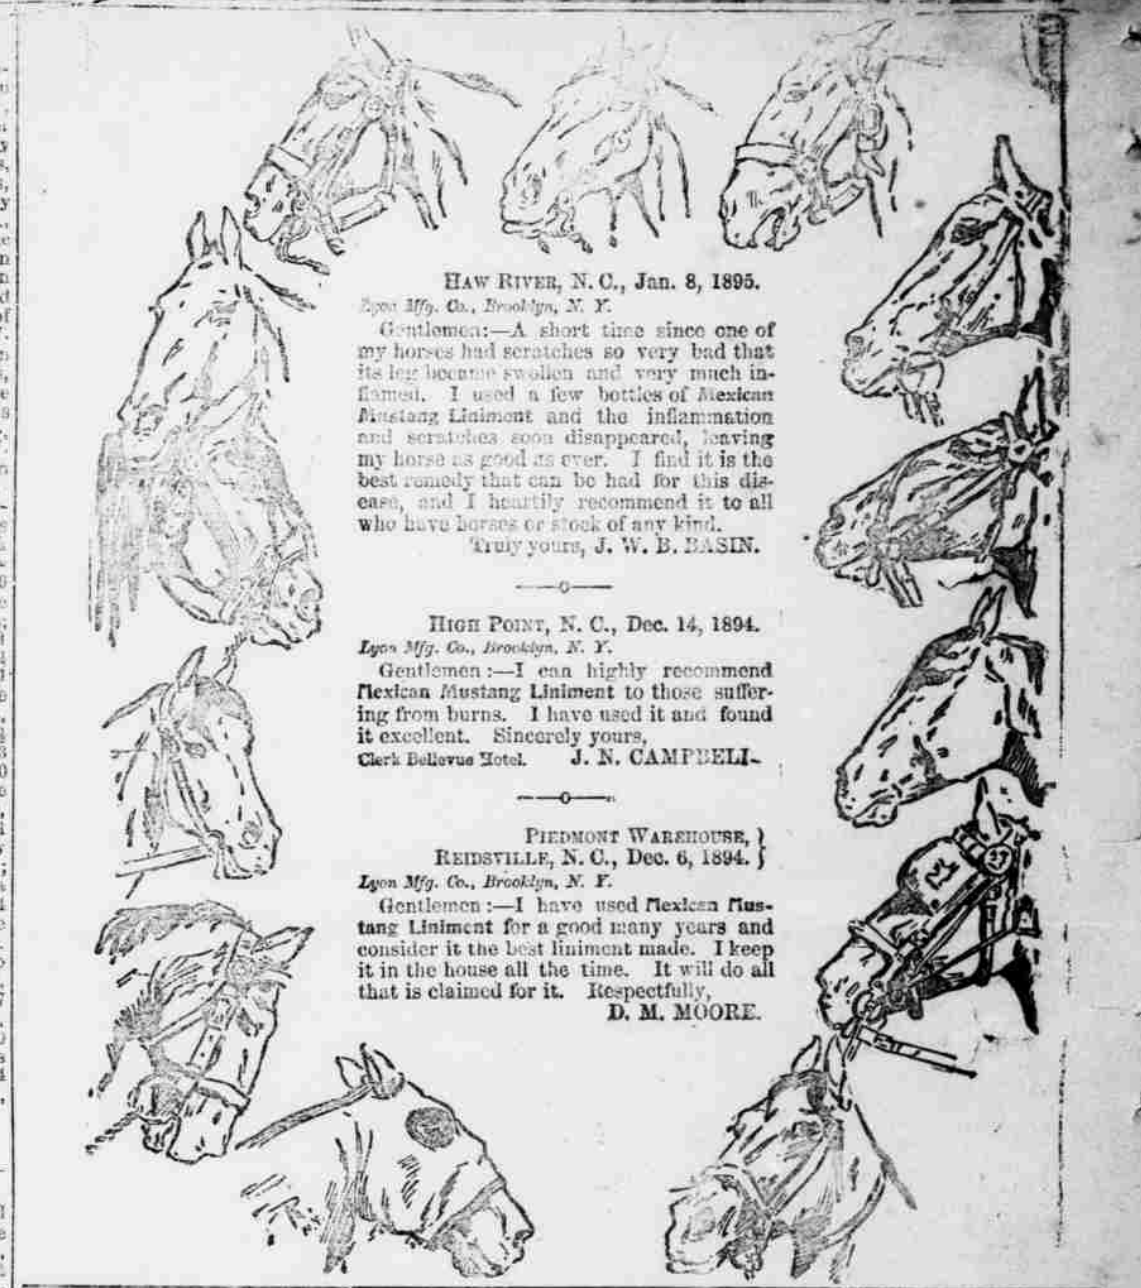 HAW RIVER, N. C., Jan. 8, 1895.
Lyon Mfg. Co., Brooklyn, N. Y.
Gentlemen:—A short time since one of
my horses had scratches so very bad that
its leg became swollen and very much in-
flamed. I used a few bottles of Mexican
Mustang Liniment and the inflammation
and scratches soon disappeared, leaving
my horse as good as ever. I find it is the
best remedy that can be had for this dis-
ease, and I heartily recommend it to all
who have horses or stock of any kind.
Truly yours, J. W. B. BASIN.
HIGH POINT, N. C., Dec. 14, 1894.
Lyon Mfg. Co., Brooklyn, N. Y.
Gentlemen:—I can highly recommend
Mexican Mustang Liniment to those suffer-
ing from burns. I have used it and found
it excellent. Sincerely yours,
Clerk Bellevue Hotel. J. N. CAMPBELL.
PIEDMONT WAREHOUSE, }
REIDSVILLE, N. C., Dec. 6, 1894. }
Lyon Mfg. Co., Brooklyn, N. Y.
Gentlemen:—I have used Mexican Mus-
tang Liniment for a good many years and
consider it the best liniment made. I keep
it in the house all the time. It will do all
that is claimed for it. Respectfully,
D. M. MOORE.